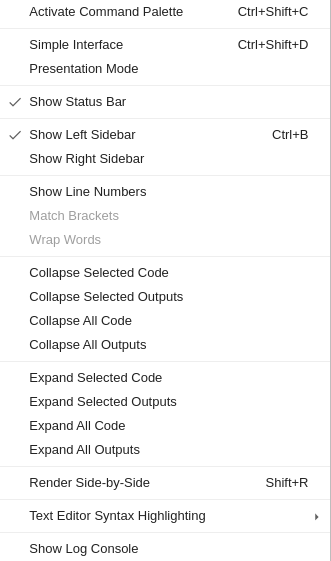 Activate Command Palette Ctrl+Shift+C
Simple Interface Ctrl+Shift+D
Presentation Mode
Show Status Bar
Show Left Sidebar Ctrl+B
Show Right Sidebar
Show Line Numbers
Match Brackets
Wrap Words
Collapse Selected Code
Collapse Selected Outputs
Collapse All Code
Collapse All Outputs
Expand Selected Code
Expand Selected Outputs
Expand All Code
Expand All Outputs
Render Side-by-Side Shift+R
Text Editor Syntax Highlighting
Show Log Console